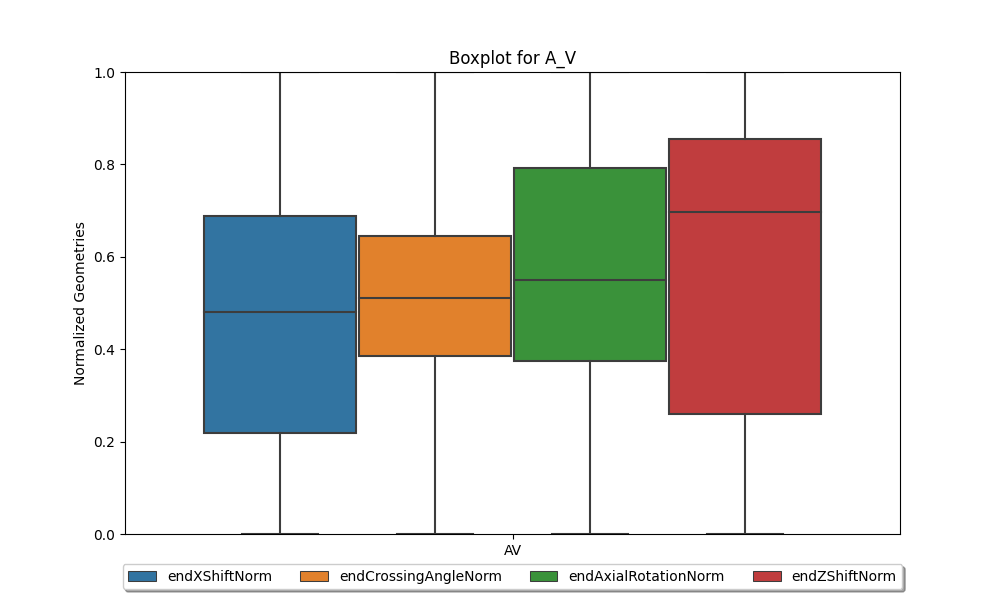 Boxplot for A_V
Normalized Geometries
1.0
0.8
0.6
0.4
0.2
0.0
AV
endXShiftNorm endCrossingAngleNorm endAxialRotationNorm endZShiftNorm